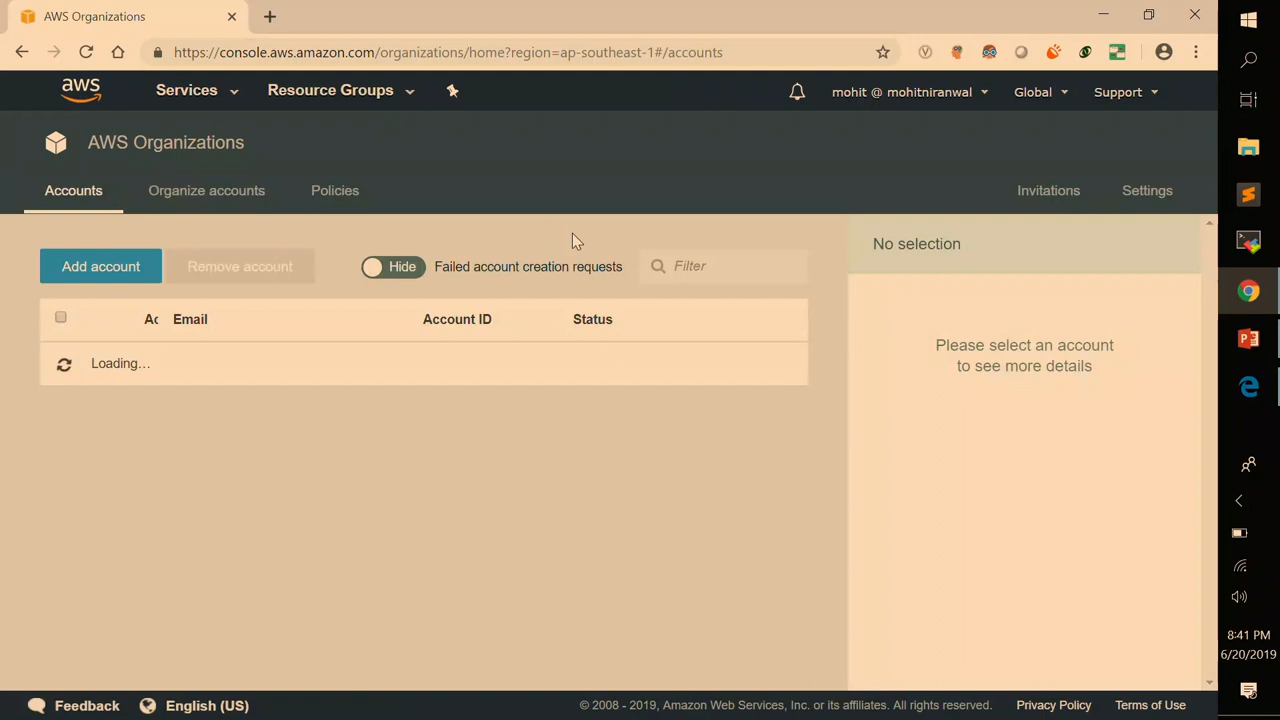 AWS Organizations
https://console.aws.amazon.com/organizations/home?region=ap-southeast-1#/accounts
aws Services Resource Groups mohit @ mohitniranwal Global Support
AWS Organizations
Accounts Organize accounts Policies Invitations Settings
No selection
Add account Remove account Hide Failed account creation requests Filter
Ac Email Account ID Status
Loading...
Please select an account
to see more details
8:41 PM
6/20/2019
Feedback English (US) © 2008 - 2019, Amazon Web Services, Inc. or its affiliates. All rights reserved. Privacy Policy Terms of Use